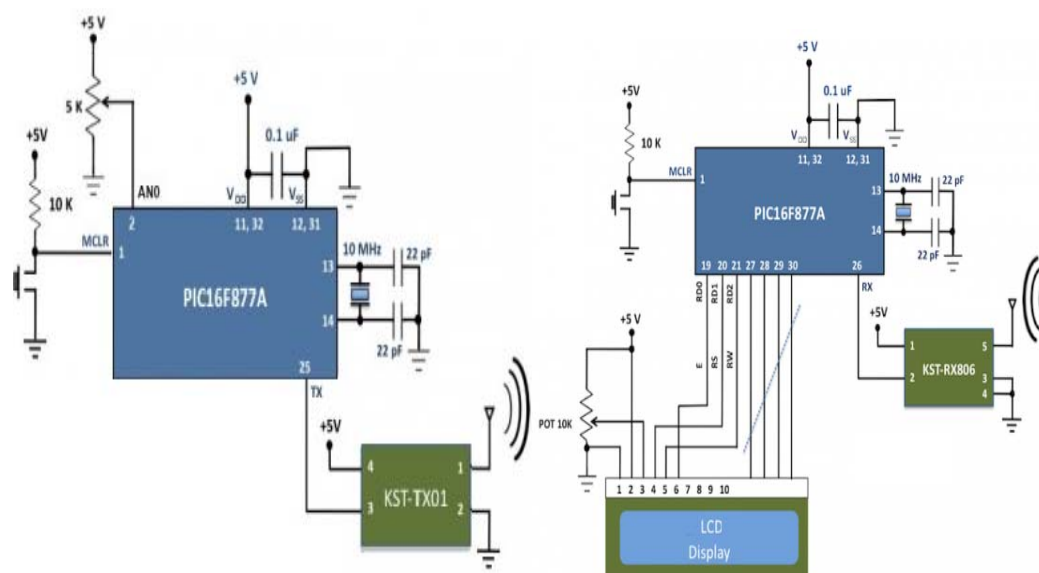 +5 V
5 K
+5 V
0.1 uF
+5V
10 K
AN0
VDD
VSS
MCLR
2
11, 32
12, 31
1
PIC16F877A
13
10 MHz
22 pF
14
22 pF
25
TX
+5V
4
1
KST-TX01
3
2
+5 V
0.1 uF
+5V
10 K
VDD
VSS
11, 32
12, 31
MCLR
1
PIC16F877A
13
10 MHz
22 pF
14
22 pF
19
20
21
27
28
29
30
26
RD0
RD1
RD2
RX
E
RS
RW
+5V
1
5
KST-RX806
2
3
4
+5 V
POT 10K
1 2 3 4 5 6 7 8 9 10
LCD
Display